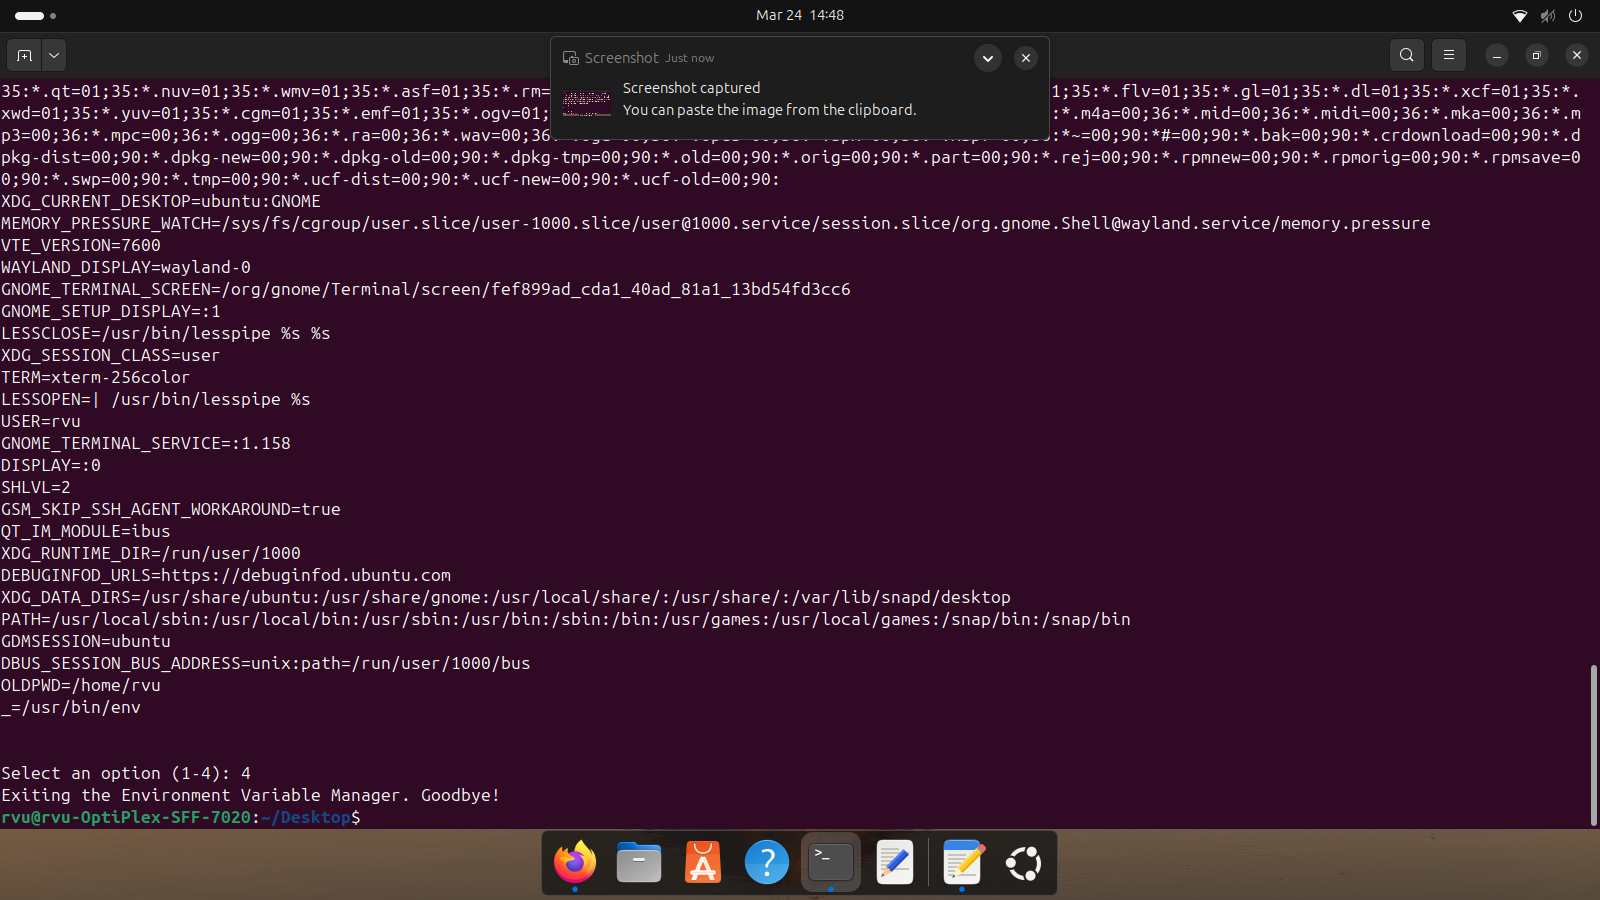 Mar 24 14:48
Screenshot Just now
Screenshot captured
You can paste the image from the clipboard.
35:*.qt=01;35:*.nuv=01;35:*.wmv=01;35:*.asf=01;35:*.rm= 1;35:*.flv=01;35:*.gl=01;35:*.dl=01;35:*.xcf=01;35:*.
xwd=01;35:*.yuv=01;35:*.cgm=01;35:*.emf=01;35:*.ogv=01; :*.m4a=00;36:*.mid=00;36:*.midi=00;36:*.mka=00;36:*.m
p3=00;36:*.mpc=00;36:*.ogg=00;36:*.ra=00;36:*.wav=00;36 :*~=00;90:*#=00;90:*.bak=00;90:*.crdownload=00;90:*.d
pkg-dist=00;90:*.dpkg-new=00;90:*.dpkg-old=00;90:*.dpkg-tmp=00;90:*.old=00;90:*.orig=00;90:*.part=00;90:*.rej=00;90:*.rpmnew=00;90:*.rpmorig=00;90:*.rpmsave=0
0;90:*.swp=00;90:*.tmp=00;90:*.ucf-dist=00;90:*.ucf-new=00;90:*.ucf-old=00;90:
XDG_CURRENT_DESKTOP=ubuntu:GNOME
MEMORY_PRESSURE_WATCH=/sys/fs/cgroup/user.slice/user-1000.slice/user@1000.service/session.slice/org.gnome.Shell@wayland.service/memory.pressure
VTE_VERSION=7600
WAYLAND_DISPLAY=wayland-0
GNOME_TERMINAL_SCREEN=/org/gnome/Terminal/screen/fef899ad_cda1_40ad_81a1_13bd54fd3cc6
GNOME_SETUP_DISPLAY=:1
LESSCLOSE=/usr/bin/lesspipe %s %s
XDG_SESSION_CLASS=user
TERM=xterm-256color
LESSOPEN=| /usr/bin/lesspipe %s
USER=rvu
GNOME_TERMINAL_SERVICE=:1.158
DISPLAY=:0
SHLVL=2
GSM_SKIP_SSH_AGENT_WORKAROUND=true
QT_IM_MODULE=ibus
XDG_RUNTIME_DIR=/run/user/1000
DEBUGINFOD_URLS=https://debuginfod.ubuntu.com
XDG_DATA_DIRS=/usr/share/ubuntu:/usr/share/gnome:/usr/local/share/:/usr/share/:/var/lib/snapd/desktop
PATH=/usr/local/sbin:/usr/local/bin:/usr/sbin:/usr/bin:/sbin:/bin:/usr/games:/usr/local/games:/snap/bin:/snap/bin
GDMSESSION=ubuntu
DBUS_SESSION_BUS_ADDRESS=unix:path=/run/user/1000/bus
OLDPWD=/home/rvu
_=/usr/bin/env
Select an option (1-4): 4
Exiting the Environment Variable Manager. Goodbye!
rvu@rvu-OptiPlex-SFF-7020:~/Desktop$